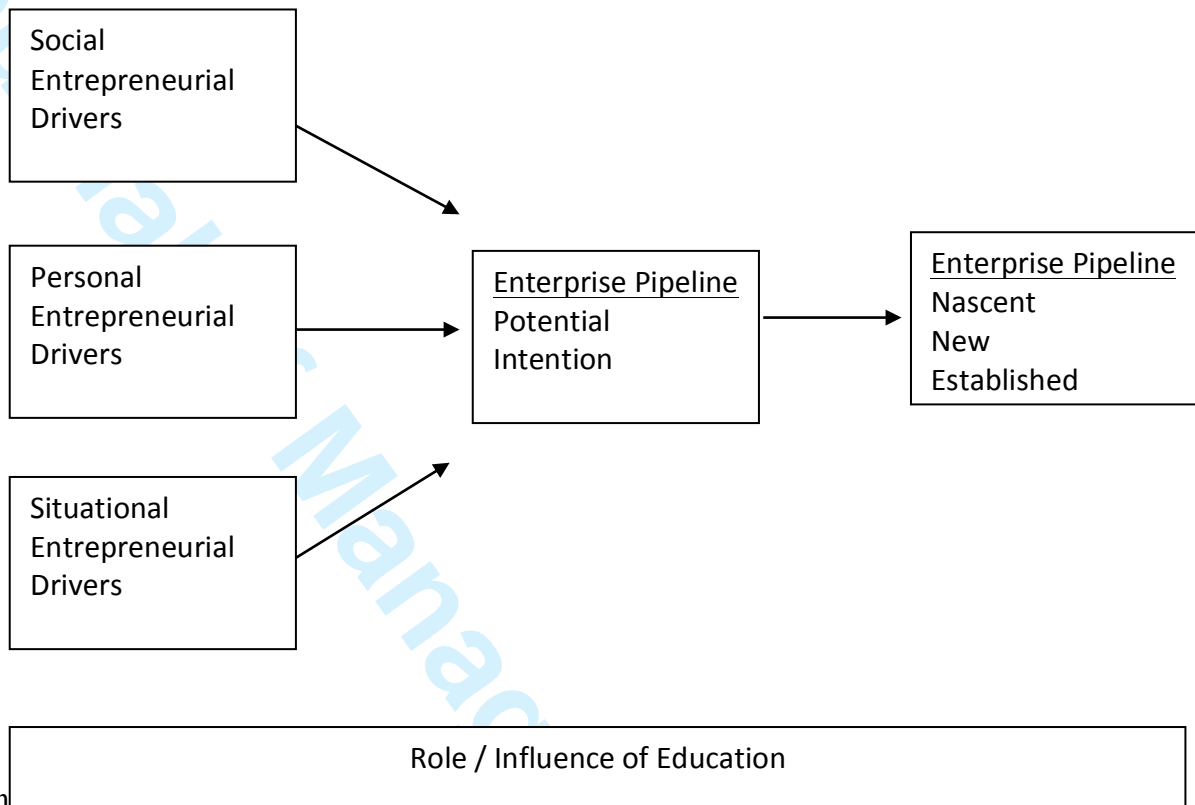 Social
Entrepreneurial
Drivers
Personal
Entrepreneurial
Drivers
Situational
Entrepreneurial
Drivers
Enterprise Pipeline
Potential
Intention
Enterprise Pipeline
Nascent
New
Established
Role / Influence of Education